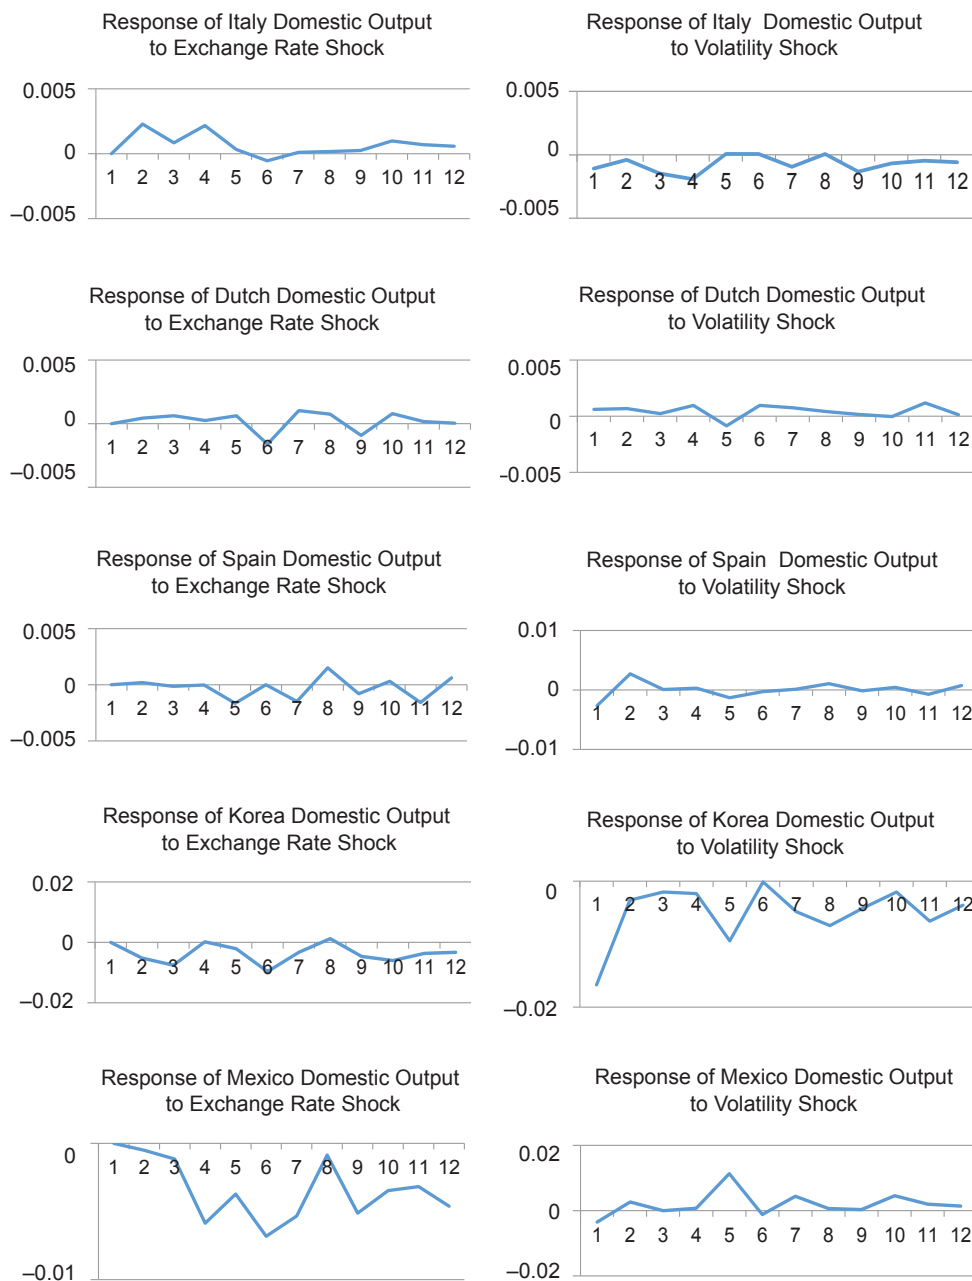 Response of Italy Domestic Output
to Exchange Rate Shock
0.005
0
–0.005
1 2 3 4 5 6 7 8 9 10 11 12
Response of Italy Domestic Output
to Volatility Shock
0.005
0
-0.005
1 2 3 4 5 6 7 8 9 10 11 12
Response of Dutch Domestic Output
to Exchange Rate Shock
0.005
0
–0.005
1 2 3 4 5 6 7 8 9 10 11 12
Response of Dutch Domestic Output
to Volatility Shock
0.005
0
–0.005
1 2 3 4 5 6 7 8 9 10 11 12
Response of Spain Domestic Output
to Exchange Rate Shock
0.005
0
–0.005
1 2 3 4 5 6 7 8 9 10 11 12
Response of Spain Domestic Output
to Volatility Shock
0.01
0
–0.01
1 2 3 4 5 6 7 8 9 10 11 12
Response of Korea Domestic Output
to Exchange Rate Shock
0.02
0
–0.02
1 2 3 4 5 6 7 8 9 10 11 12
Response of Korea Domestic Output
to Volatility Shock
0
–0.02
1 2 3 4 5 6 7 8 9 10 11 12
Response of Mexico Domestic Output
to Exchange Rate Shock
0
–0.01
1 2 3 4 5 6 7 8 9 10 11 12
Response of Mexico Domestic Output
to Volatility Shock
0.02
0
–0.02
1 2 3 4 5 6 7 8 9 10 11 12